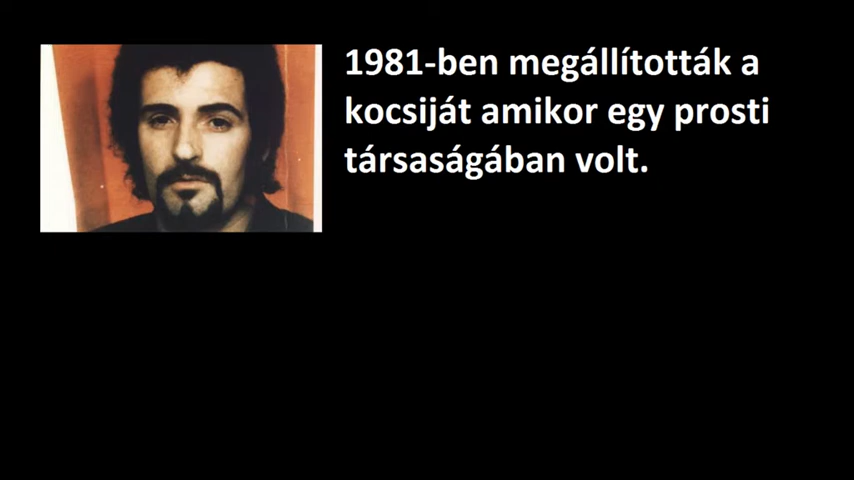 1981-ben megállították a
kocsiját amikor egy prosti
társaságában volt.